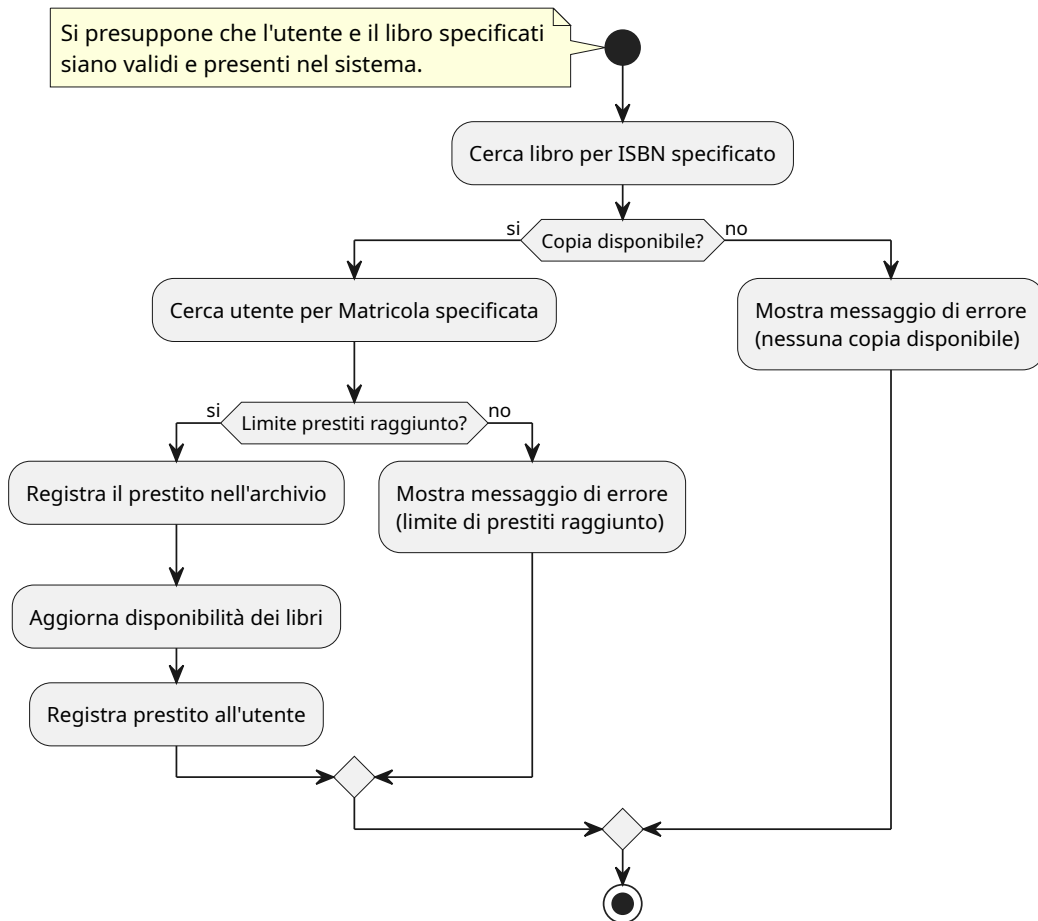 Si presuppone che l'utente e il libro specificati
siano validi e presenti nel sistema.
Cerca libro per ISBN specificato
si
Copia disponibile?
no
Cerca utente per Matricola specificata
Mostra messaggio di errore
(nessuna copia disponibile)
si
Limite prestiti raggiunto?
no
Registra il prestito nell'archivio
Mostra messaggio di errore
(limite di prestiti raggiunto)
Aggiorna disponibilità dei libri
Registra prestito all'utente